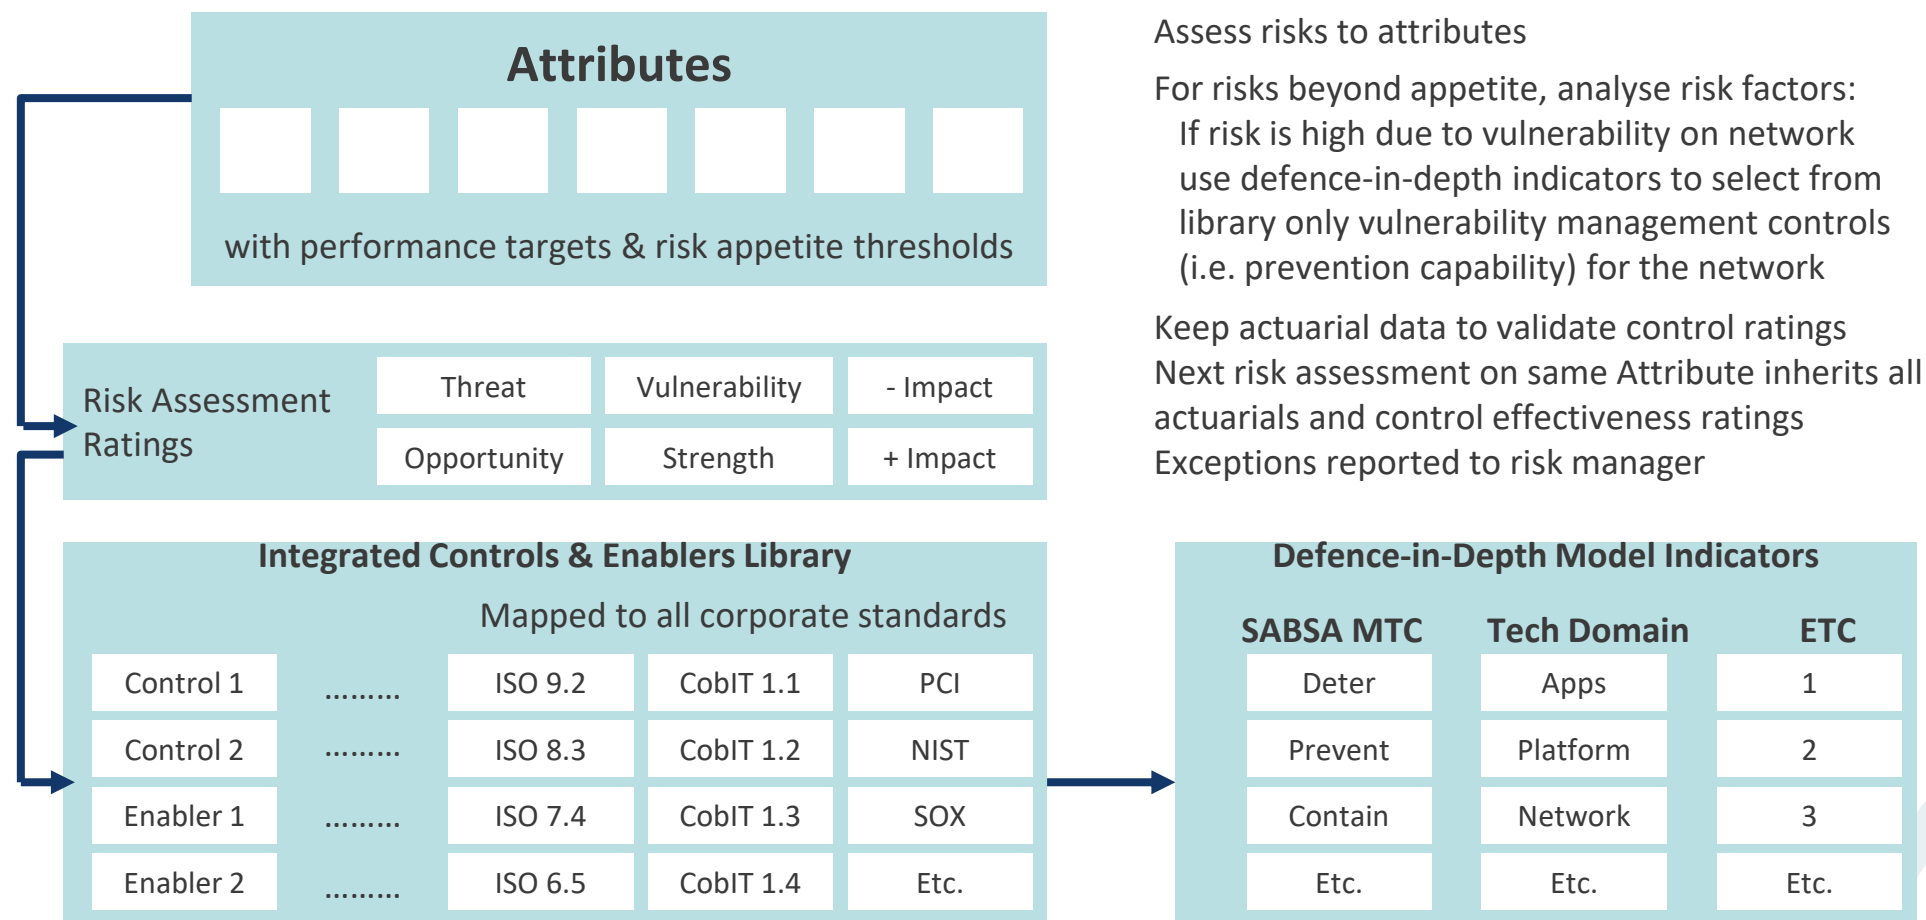 Attributes
with performance targets & risk appetite thresholds
Assess risks to attributes
For risks beyond appetite, analyse risk factors:
If risk is high due to vulnerability on network
use defence-in-depth indicators to select from
library only vulnerability management controls
(i.e. prevention capability) for the network
Keep actuarial data to validate control ratings
Next risk assessment on same Attribute inherits all
actuarials and control effectiveness ratings
Exceptions reported to risk manager
Risk Assessment
Ratings
Threat Vulnerability - Impact
Opportunity Strength + Impact
Integrated Controls & Enablers Library
Mapped to all corporate standards
Control 1 ……… ISO 9.2 CobIT 1.1 PCI
Control 2 ……… ISO 8.3 CobIT 1.2 NIST
Enabler 1 ……… ISO 7.4 CobIT 1.3 SOX
Enabler 2 ……… ISO 6.5 CobIT 1.4 Etc.
Defence-in-Depth Model Indicators
SABSA MTC Tech Domain ETC
Deter Apps 1
Prevent Platform 2
Contain Network 3
Etc. Etc. Etc.